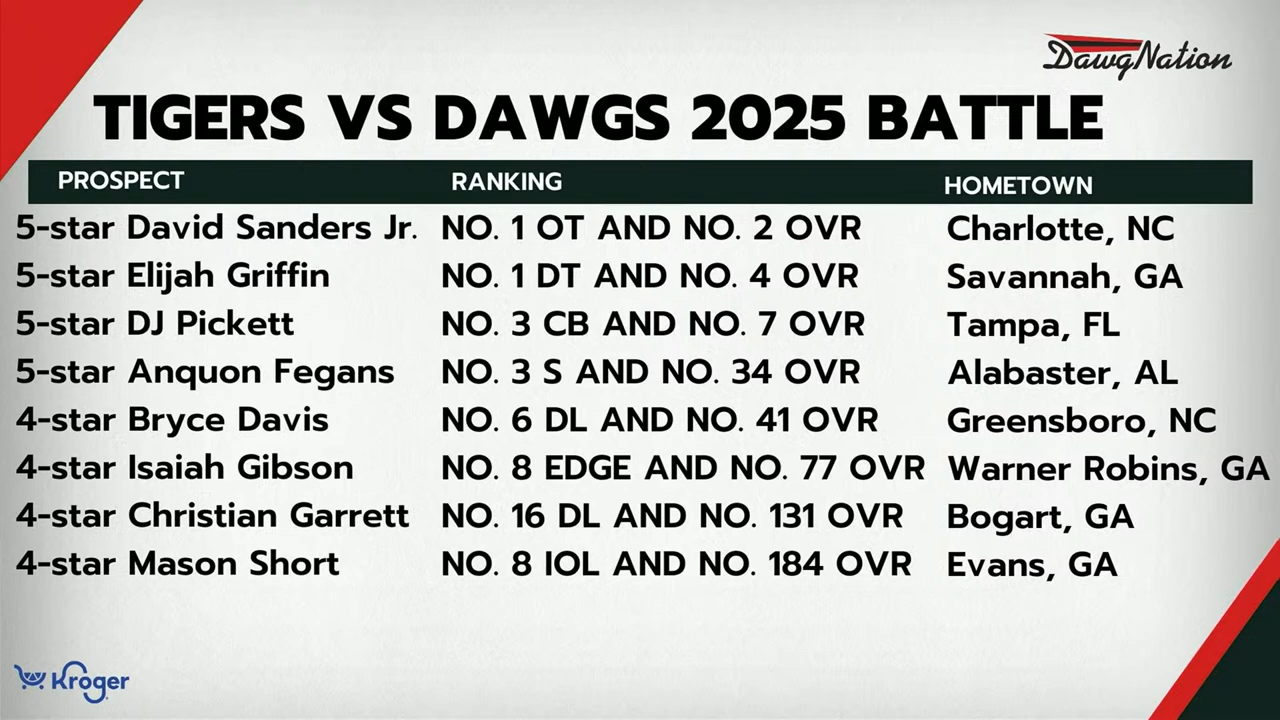 DawgNation
TIGERS VS DAWGS 2025 BATTLE
PROSPECT RANKING HOMETOWN
5-star David Sanders Jr. NO. 1 OT AND NO. 2 OVR Charlotte, NC
5-star Elijah Griffin NO. 1 DT AND NO. 4 OVR Savannah, GA
5-star DJ Pickett NO. 3 CB AND NO. 7 OVR Tampa, FL
5-star Anquon Fegans NO. 3 S AND NO. 34 OVR Alabaster, AL
4-star Bryce Davis NO. 6 DL AND NO. 41 OVR Greensboro, NC
4-star Isaiah Gibson NO. 8 EDGE AND NO. 77 OVR Warner Robins, GA
4-star Christian Garrett NO. 16 DL AND NO. 131 OVR Bogart, GA
4-star Mason Short NO. 8 IOL AND NO. 184 OVR Evans, GA
Kroger